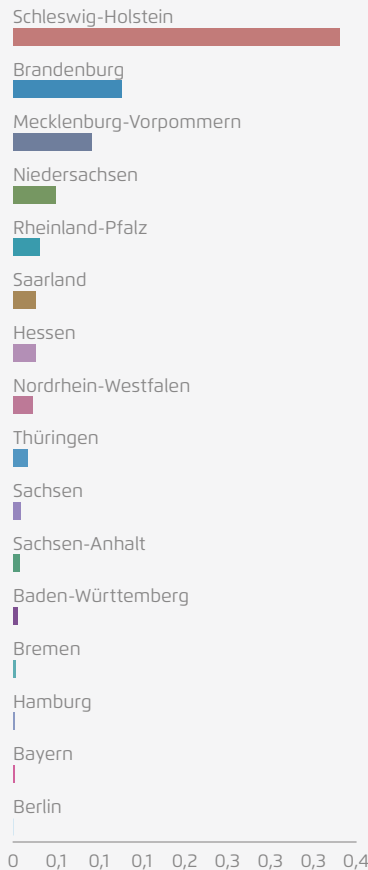 Schleswig-Holstein
Brandenburg
Mecklenburg-Vorpommern
Niedersachsen
Rheinland-Pfalz
Saarland
Hessen
Nordrhein-Westfalen
Thüringen
Sachsen
Sachsen-Anhalt
Baden-Württemberg
Bremen
Hamburg
Bayern
Berlin
0 0,1 0,1 0,1 0,2 0,3 0,3 0,3 0,4